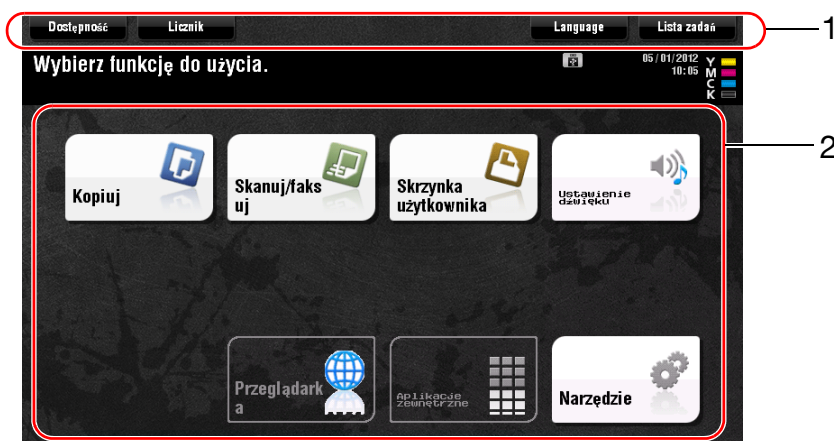 Dostępność Licznik Language Lista zadań 1
Wybierz funkcję do użycia. 05/01/2012 Y
10:05 M
C
K
2
Kopiuj
Skanuj/faks
uj
Skrzynka
użytkownika
Ustawienie
dźwięku
Przeglądark
a
Aplikacje
zewnętrzne
Narzędzie